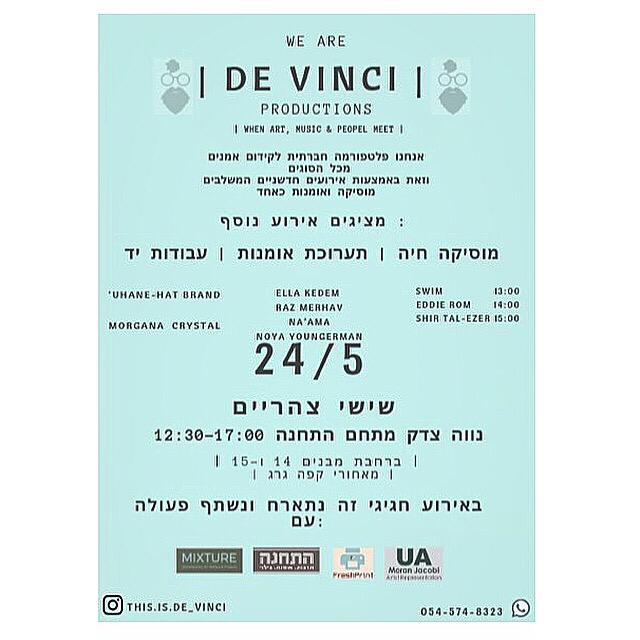 WE ARE
| DE VINCI |
PRODUCTIONS
| WHEN ART, MUSIC & PEOPEL MEET |
אנחנו פלטפורמה חברתית לקידום אמנים
מכל הסוגים
וזאת באמצעות אירועים חדשניים המשלבים
מוסיקה ואומנות כאחד
מציגים אירוע נוסף :
מוסיקה חיה | תערוכת אומנות | עבודות יד
'UHANE-HAT BRAND
MORGANA CRYSTAL
ELLA KEDEM
RAZ MERHAV
NA'AMA
NOYA YOUNGERMAN
SWIM 13:00
EDDIE ROM 14:00
SHIR TAL-EZER 15:00
24/5
שישי צהריים
נווה צדק מתחם התחנה 12:30-17:00
| ברחבת מבנים 14 ו-15 |
| מאחורי קפה גרג |
באירוע חגיגי זה נתארח ונשתף פעולה
עם:
MIXTURE
התחנה
FreshPrint
UA
Moran Jacobi
Artist Representation
THIS.IS.DE_VINCI
054-574-8323